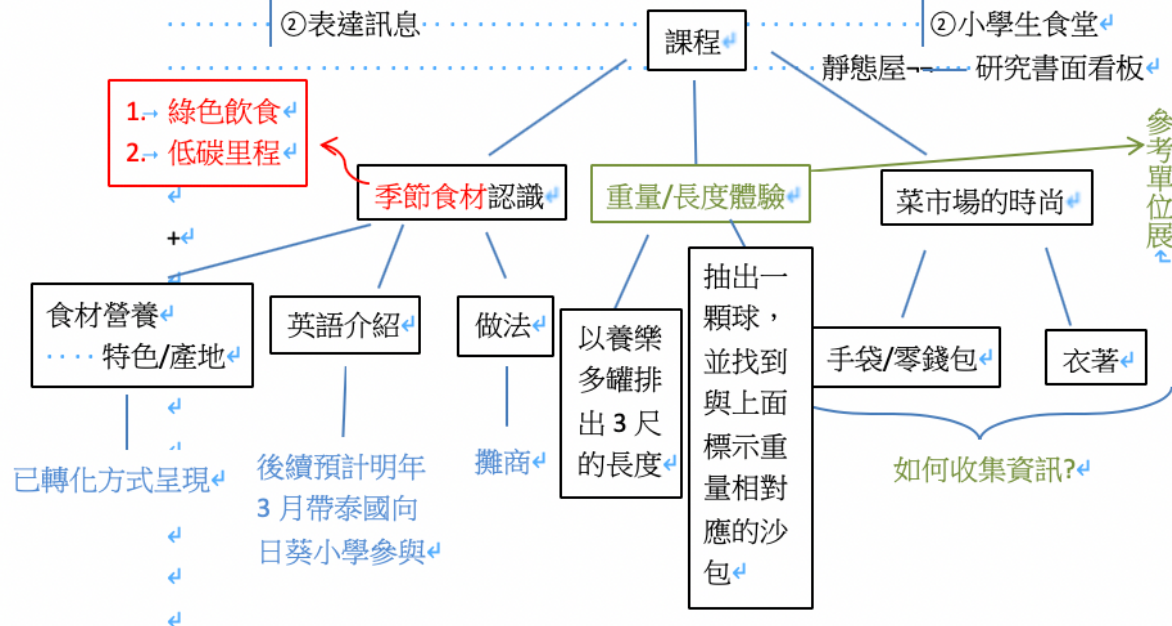 ②表達訊息
課程
②小學生食堂
靜態屋¬¬ 研究書面看板
1. 綠色飲食
2. 低碳里程
參考單位展
季節食材認識
重量/長度體驗
菜市場的時尚
+
食材營養
特色/產地
英語介紹
做法
以養樂
多罐排
出 3 尺
的長度
抽出一
顆球，
並找到
與上面
標示重
量相對
應的沙
包
手袋/零錢包
衣著
已轉化方式呈現
後續預計明年
3 月帶泰國向
日葵小學參與
攤商
如何收集資訊?